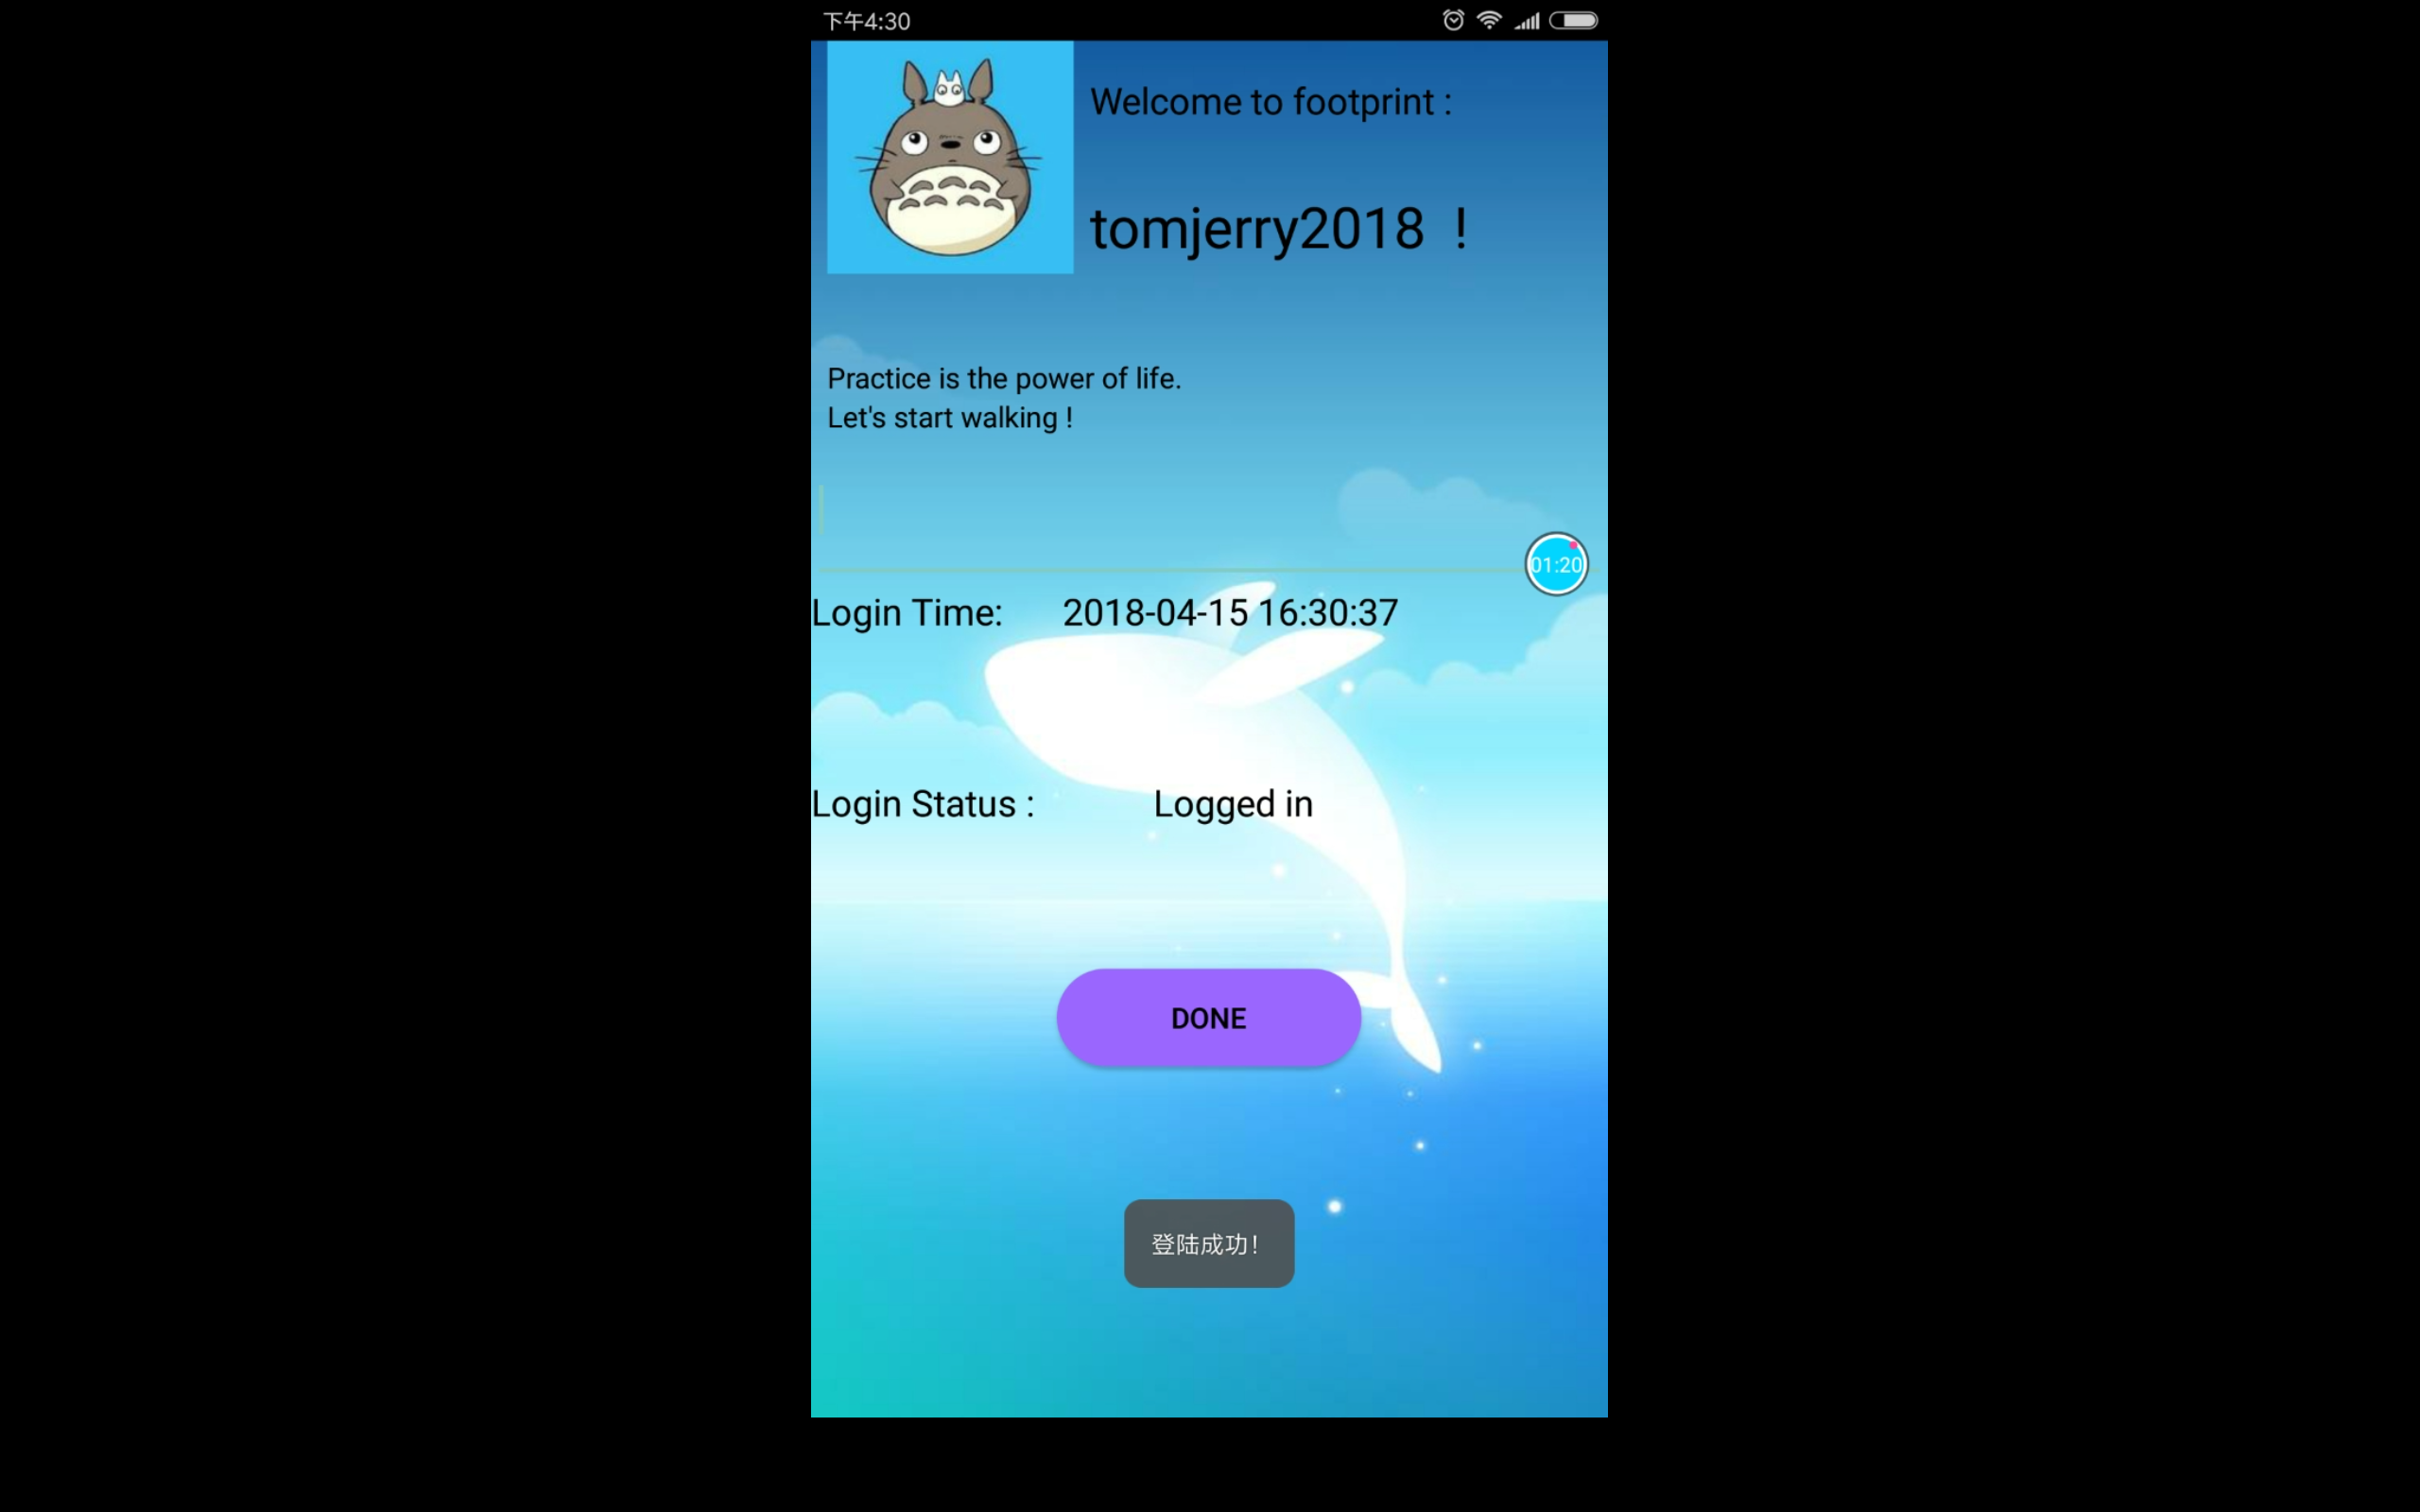 下午4:30
Welcome to footprint :
tomjerry2018  !
Practice is the power of life.
Let's start walking !
01:20
Login Time: 2018-04-15 16:30:37
Login Status : Logged in
DONE
登陆成功！